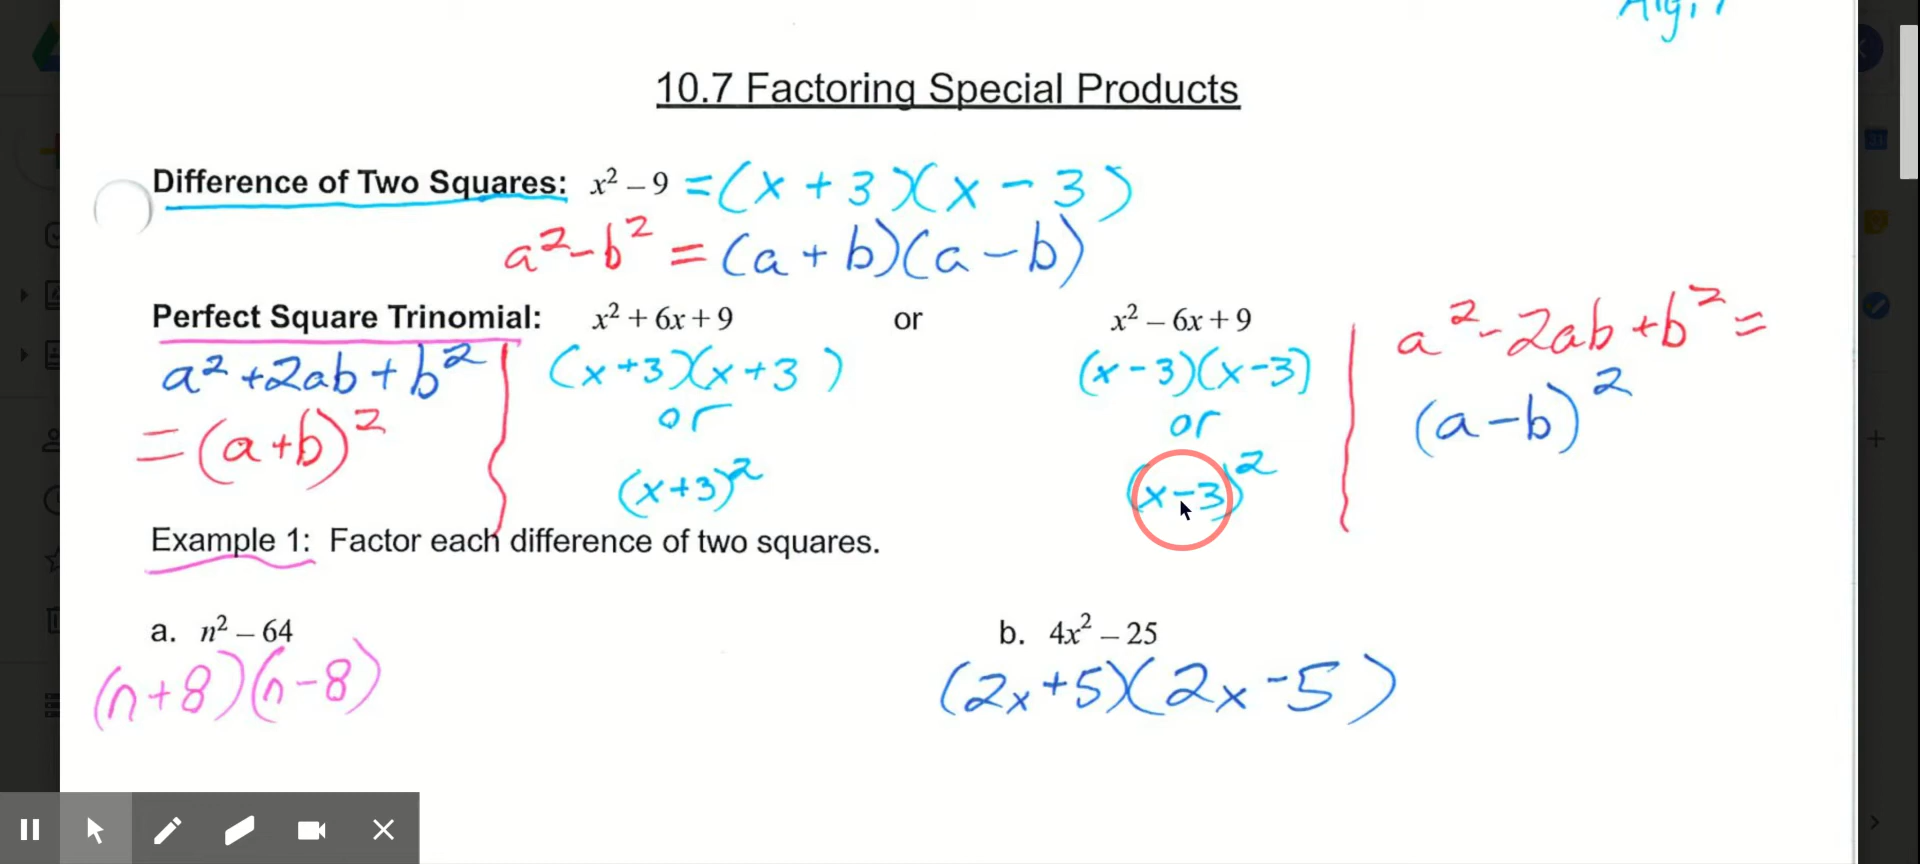 Alg. 1
10.7 Factoring Special Products
Difference of Two Squares: x² – 9 = (x + 3)(x – 3)
a² – b² = (a + b)(a – b)
Perfect Square Trinomial: x² + 6x + 9 or x² – 6x + 9 a² – 2ab + b² =
a² + 2ab + b² (x + 3)(x + 3) (x – 3)(x – 3) (a – b)²
= (a + b)² or or
(x + 3)² (x – 3)²
Example 1: Factor each difference of two squares.
a. n² – 64 b. 4x² – 25
(n + 8)(n – 8) (2x + 5)(2x – 5)
31